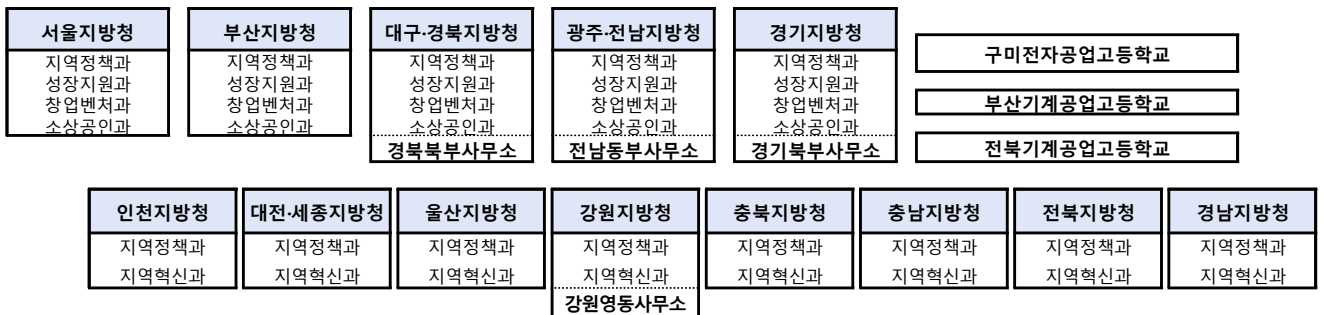 서울지방청
지역정책과
성장지원과
창업벤처과
소상공인과
부산지방청
지역정책과
성장지원과
창업벤처과
소상공인과
대구·경북지방청
지역정책과
성장지원과
창업벤처과
소상공인과
경북북부사무소
광주·전남지방청
지역정책과
성장지원과
창업벤처과
소상공인과
전남동부사무소
경기지방청
지역정책과
성장지원과
창업벤처과
소상공인과
경기북부사무소
구미전자공업고등학교
부산기계공업고등학교
전북기계공업고등학교
인천지방청
지역정책과
지역혁신과
대전·세종지방청
지역정책과
지역혁신과
울산지방청
지역정책과
지역혁신과
강원지방청
지역정책과
지역혁신과
강원영동사무소
충북지방청
지역정책과
지역혁신과
충남지방청
지역정책과
지역혁신과
전북지방청
지역정책과
지역혁신과
경남지방청
지역정책과
지역혁신과